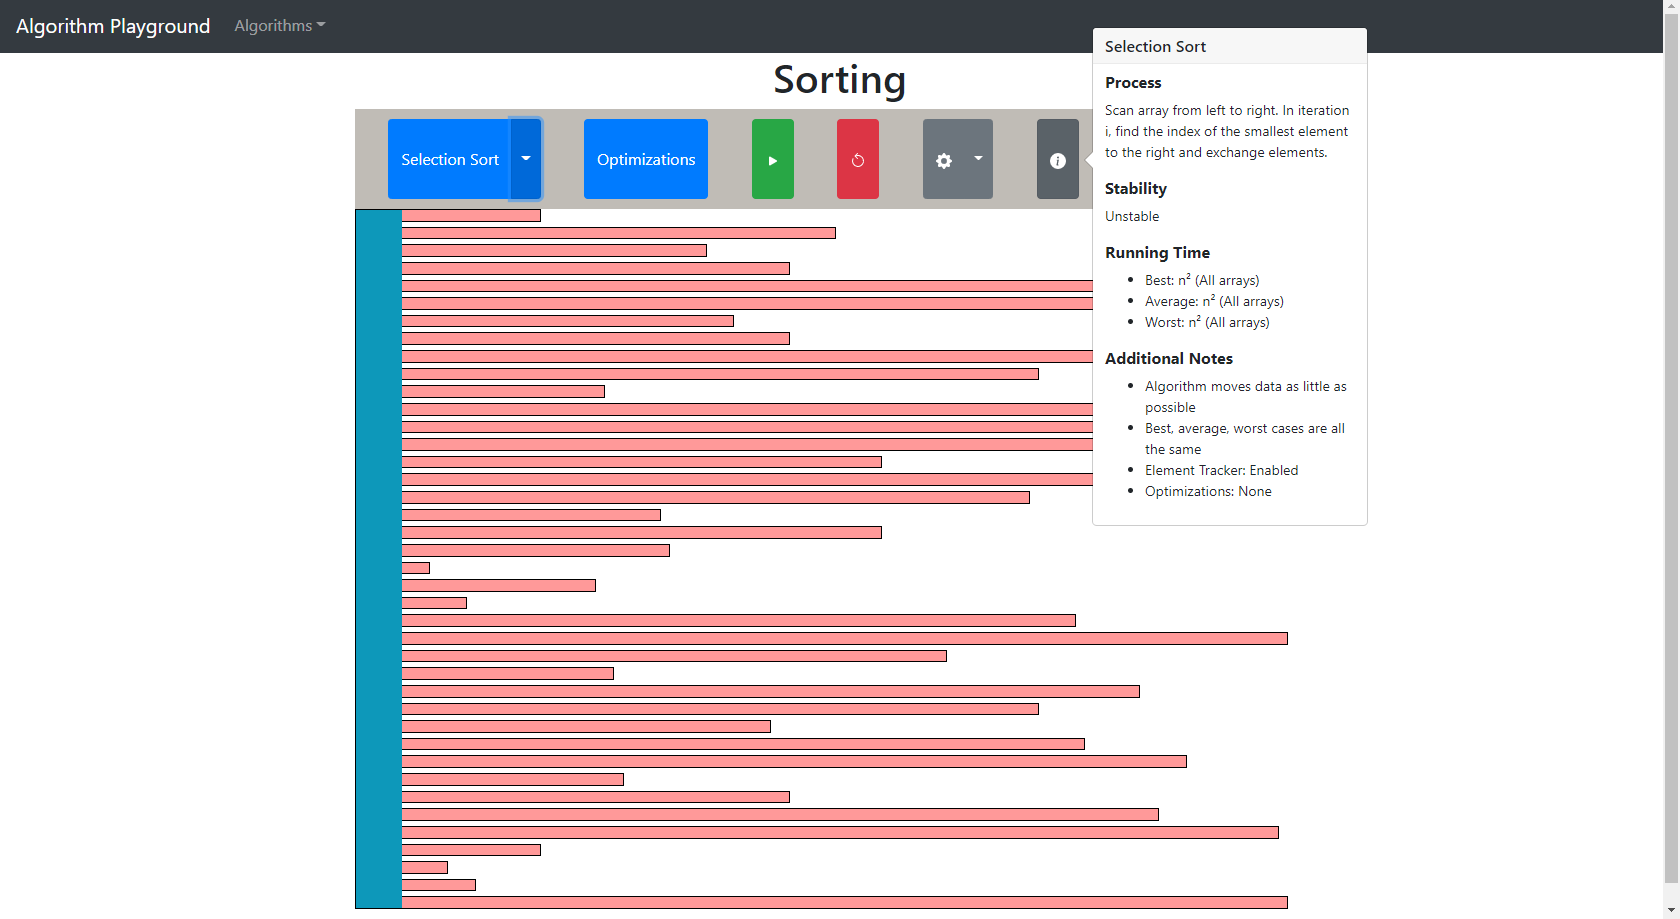 Algorithm Playground Algorithms
Sorting
Selection Sort Optimizations
Selection Sort
Process
Scan array from left to right. In iteration
i, find the index of the smallest element
to the right and exchange elements.
Stability
Unstable
Running Time
• Best: n² (All arrays)
• Average: n² (All arrays)
• Worst: n² (All arrays)
Additional Notes
• Algorithm moves data as little as
possible
• Best, average, worst cases are all
the same
• Element Tracker: Enabled
• Optimizations: None